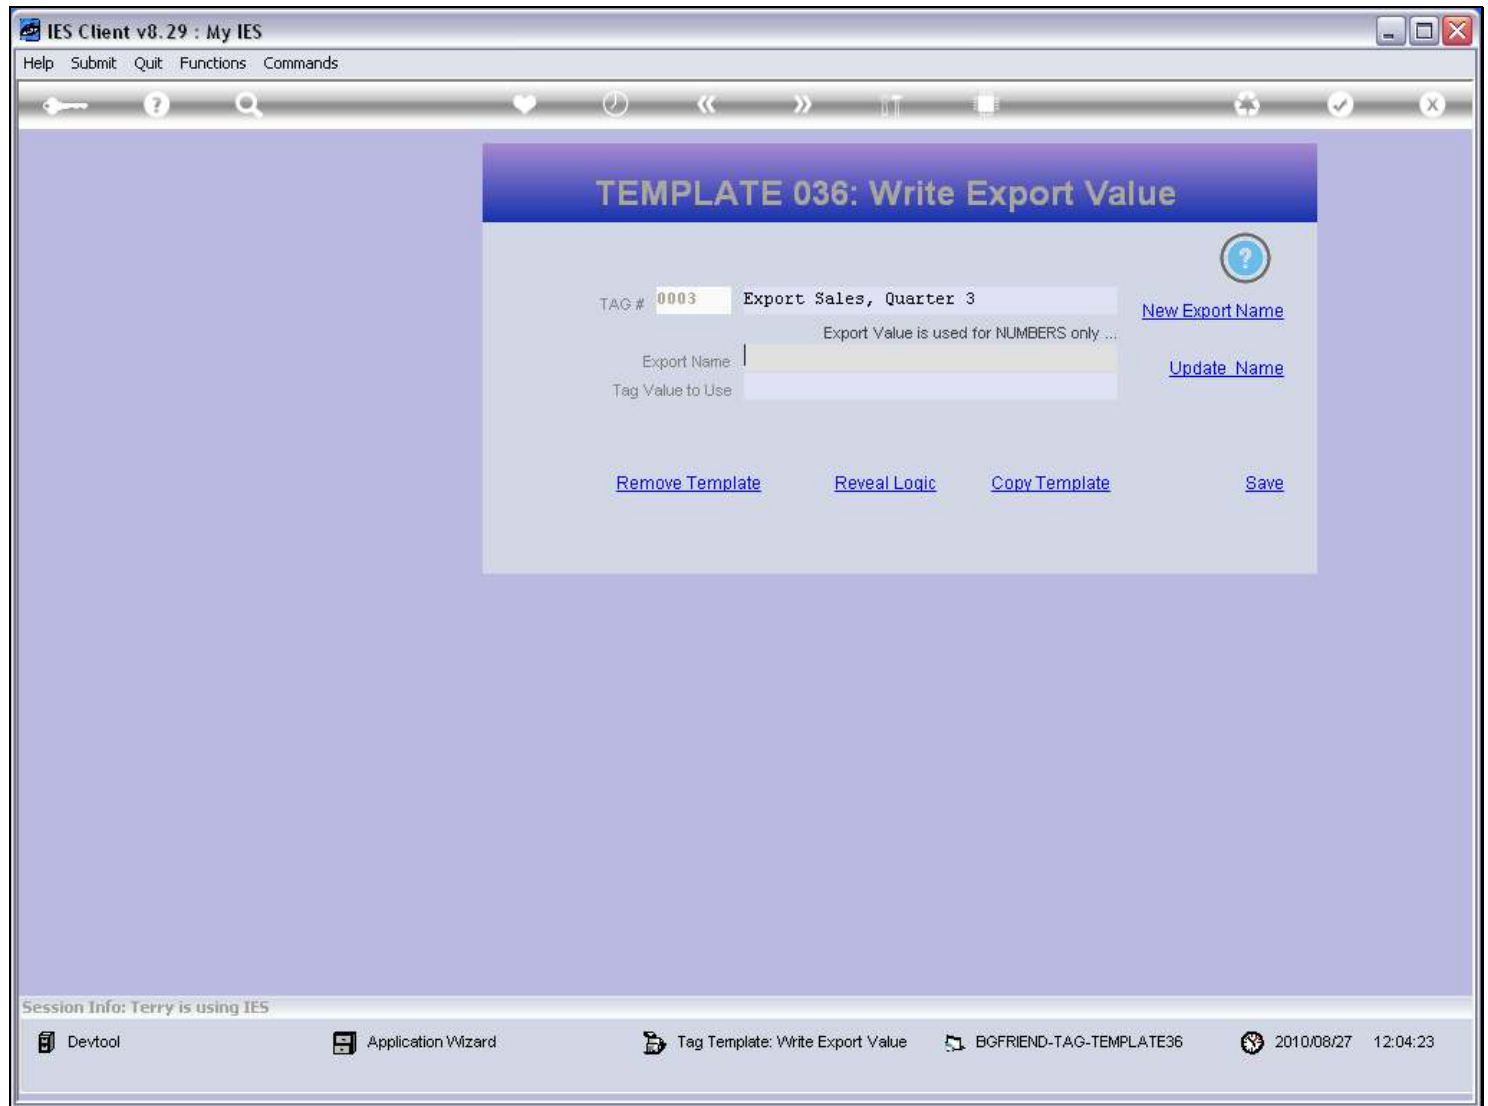 IES Client v8.29 : My IES
Help Submit Quit Functions Commands
TEMPLATE 036: Write Export Value
TAG # 0003 Export Sales, Quarter 3
New Export Name
Export Value is used for NUMBERS only ...
Export Name
Update Name
Tag Value to Use
Remove Template Reveal Logic Copy Template Save
Session Info: Terry is using IES
Devtool Application Wizard Tag Template: Write Export Value BGFRIEND-TAG-TEMPLATE36 2010/08/27 12:04:23